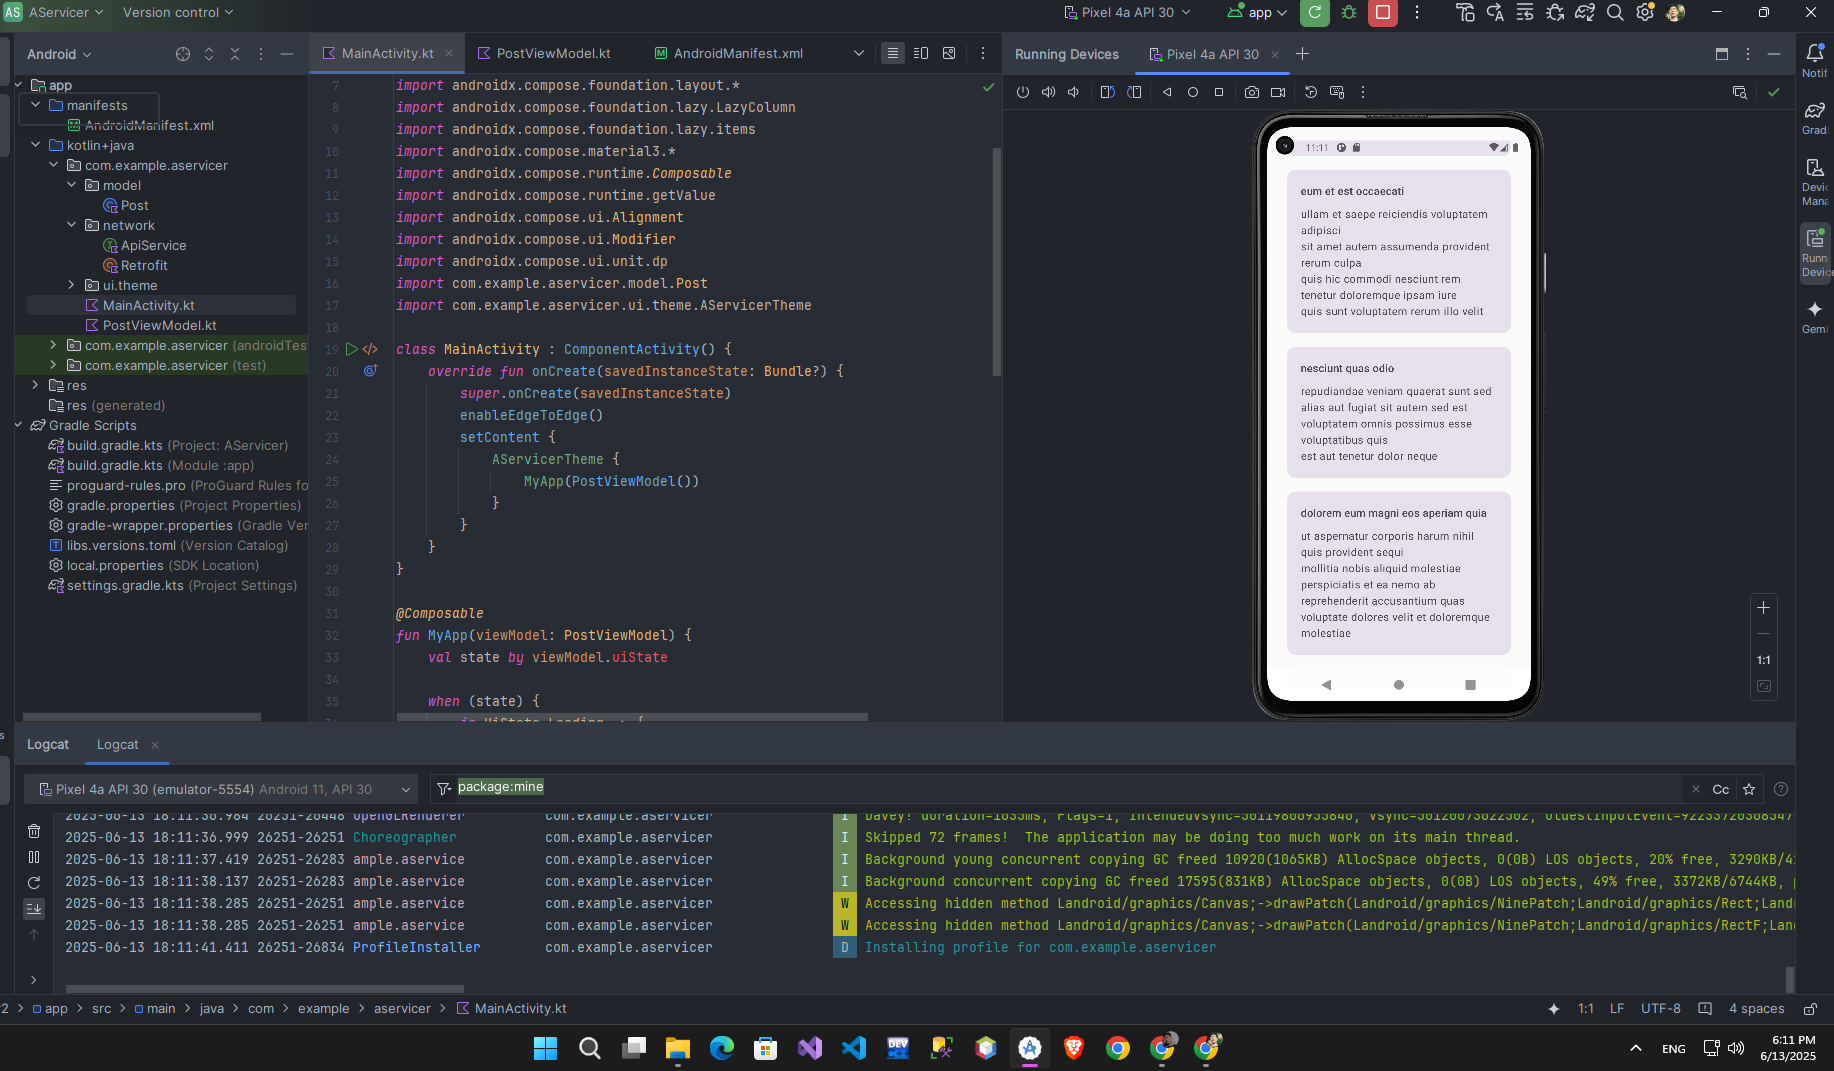 AS AServicer Version control Pixel 4a API 30 app
Android MainActivity.kt PostViewModel.kt AndroidManifest.xml Running Devices Pixel 4a API 30
app
manifests
AndroidManifest.xml
kotlin+java
com.example.aservicer
model
Post
network
ApiService
Retrofit
ui.theme
MainActivity.kt
PostViewModel.kt
com.example.aservicer (androidTes
com.example.aservicer (test)
res
res (generated)
Gradle Scripts
build.gradle.kts (Project: AServicer)
build.gradle.kts (Module :app)
proguard-rules.pro (ProGuard Rules fo
gradle.properties (Project Properties)
gradle-wrapper.properties (Gradle Ver
libs.versions.toml (Version Catalog)
local.properties (SDK Location)
settings.gradle.kts (Project Settings)
7 import androidx.compose.foundation.layout.*
8 import androidx.compose.foundation.lazy.LazyColumn
9 import androidx.compose.foundation.lazy.items
10 import androidx.compose.material3.*
11 import androidx.compose.runtime.Composable
12 import androidx.compose.runtime.getValue
13 import androidx.compose.ui.Alignment
14 import androidx.compose.ui.Modifier
15 import androidx.compose.ui.unit.dp
16 import com.example.aservicer.model.Post
17 import com.example.aservicer.ui.theme.AServicerTheme
18
19 class MainActivity : ComponentActivity() {
20 override fun onCreate(savedInstanceState: Bundle?) {
21 super.onCreate(savedInstanceState)
22 enableEdgeToEdge()
23 setContent {
24 AServicerTheme {
25 MyApp(PostViewModel())
26 }
27 }
28 }
29 }
30
31 @Composable
32 fun MyApp(viewModel: PostViewModel) {
33 val state by viewModel.uiState
34
35 when (state) {
11:11
eum et est occaecati
ullam et saepe reiciendis voluptatem
adipisci
sit amet autem assumenda provident
rerum culpa
quis hic commodi nesciunt rem
tenetur doloremque ipsam iure
quis sunt voluptatem rerum illo velit
nesciunt quas odio
repudiandae veniam quaerat sunt sed
alias aut fugiat sit autem sed est
voluptatem omnis possimus esse
voluptatibus quis
est aut tenetur dolor neque
dolorem eum magni eos aperiam quia
ut aspernatur corporis harum nihil
quis provident sequi
mollitia nobis aliquid molestiae
perspiciatis et ea nemo ab
reprehenderit accusantium quas
voluptate dolores velit et doloremque
molestiae
1:1
Notif
Gradl
Devic
Mana
Runn
Device
Gemi
Logcat Logcat
Pixel 4a API 30 (emulator-5554) Android 11, API 30 package:mine Cc
2025-06-13 18:11:36.984 26251-26448 OpenGLRenderer com.example.aservicer I
2025-06-13 18:11:36.999 26251-26251 Choreographer com.example.aservicer I Skipped 72 frames! The application may be doing too much work on its main thread.
2025-06-13 18:11:37.419 26251-26283 ample.aservice com.example.aservicer I Background young concurrent copying GC freed 10920(1065KB) AllocSpace objects, 0(0B) LOS objects, 20% free, 3290KB/4
2025-06-13 18:11:38.137 26251-26283 ample.aservice com.example.aservicer I Background concurrent copying GC freed 17595(831KB) AllocSpace objects, 0(0B) LOS objects, 49% free, 3372KB/6744KB, p
2025-06-13 18:11:38.285 26251-26251 ample.aservice com.example.aservicer W Accessing hidden method Landroid/graphics/Canvas;->drawPatch(Landroid/graphics/NinePatch;Landroid/graphics/Rect;Land
2025-06-13 18:11:38.285 26251-26251 ample.aservice com.example.aservicer W Accessing hidden method Landroid/graphics/Canvas;->drawPatch(Landroid/graphics/NinePatch;Landroid/graphics/RectF;Lan
2025-06-13 18:11:41.411 26251-26834 ProfileInstaller com.example.aservicer D Installing profile for com.example.aservicer
2 > app > src > main > java > com > example > aservicer > MainActivity.kt 1:1 LF UTF-8 4 spaces
DEV
ENG
6:11 PM
6/13/2025